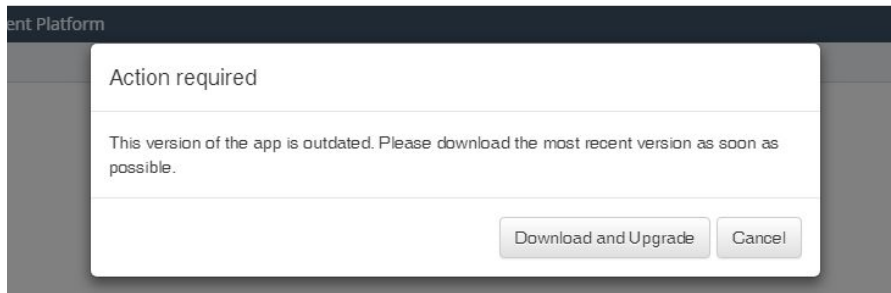 ent Platform
Action required
This version of the app is outdated. Please download the most recent version as soon as
possible.
Download and Upgrade
Cancel